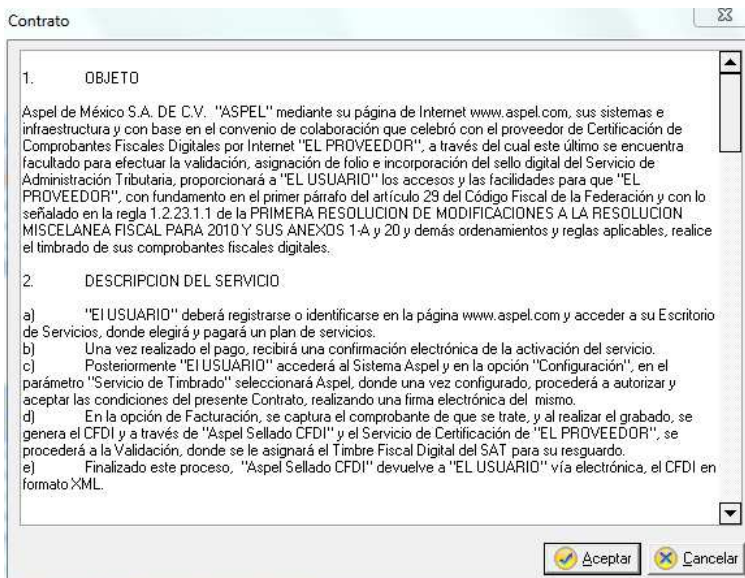 Contrato
1. OBJETO
Aspel de México S.A. DE C.V. "ASPEL" mediante su página de Internet www.aspel.com, sus sistemas e
infraestructura y con base en el convenio de colaboración que celebró con el proveedor de Certificación de
Comprobantes Fiscales Digitales por Internet "EL PROVEEDOR", a través del cual este último se encuentra
facultado para efectuar la validación, asignación de folio e incorporación del sello digital del Servicio de
Administración Tributaria, proporcionará a "EL USUARIO" los accesos y las facilidades para que "EL
PROVEEDOR", con fundamento en el primer párrafo del artículo 29 del Código Fiscal de la Federación y con lo
señalado en la regla 1.2.23.1.1 de la PRIMERA RESOLUCION DE MODIFICACIONES A LA RESOLUCION
MISCELANEA FISCAL PARA 2010 Y SUS ANEXOS 1-A y 20 y demás ordenamientos y reglas aplicables, realice
el timbrado de sus comprobantes fiscales digitales.
2. DESCRIPCION DEL SERVICIO
a) "El USUARIO" deberá registrarse o identificarse en la página www.aspel.com y acceder a su Escritorio
de Servicios, donde elegirá y pagará un plan de servicios.
b) Una vez realizado el pago, recibirá una confirmación electrónica de la activación del servicio.
c) Posteriormente "El USUARIO" accederá al Sistema Aspel y en la opción "Configuración", en el
parámetro "Servicio de Timbrado" seleccionará Aspel, donde una vez configurado, procederá a autorizar y
aceptar las condiciones del presente Contrato, realizando una firma electrónica del mismo.
d) En la opción de Facturación, se captura el comprobante de que se trate, y al realizar el grabado, se
genera el CFDI y a través de "Aspel Sellado CFDI" y el Servicio de Certificación de "EL PROVEEDOR", se
procederá a la Validación, donde se le asignará el Timbre Fiscal Digital del SAT para su resguardo.
e) Finalizado este proceso, "Aspel Sellado CFDI" devuelve a "EL USUARIO" vía electrónica, el CFDI en
formato XML.
Aceptar Cancelar